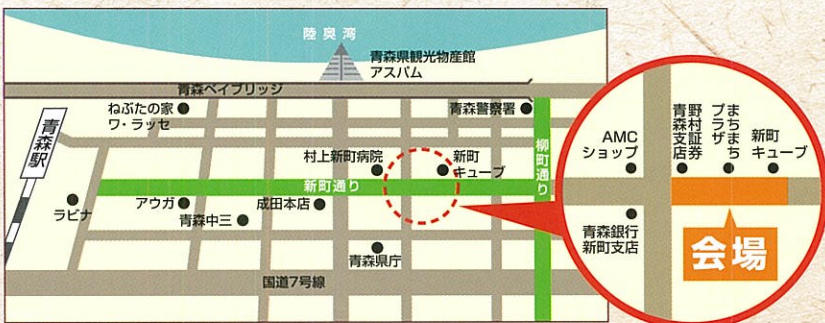 陸奥湾
青森県観光物産館
アスパム
青森ベイブリッジ
青森駅
ねぶたの家
ワ・ラッセ
青森警察署
柳町通り
村上新町病院
新町
キューブ
新町通り
ラビナ
アウガ
青森中三
成田本店
青森県庁
国道7号線
AMC
ショップ
野村証券
青森支店
まちまち
プラザ
新町
キューブ
青森銀行
新町支店
会場